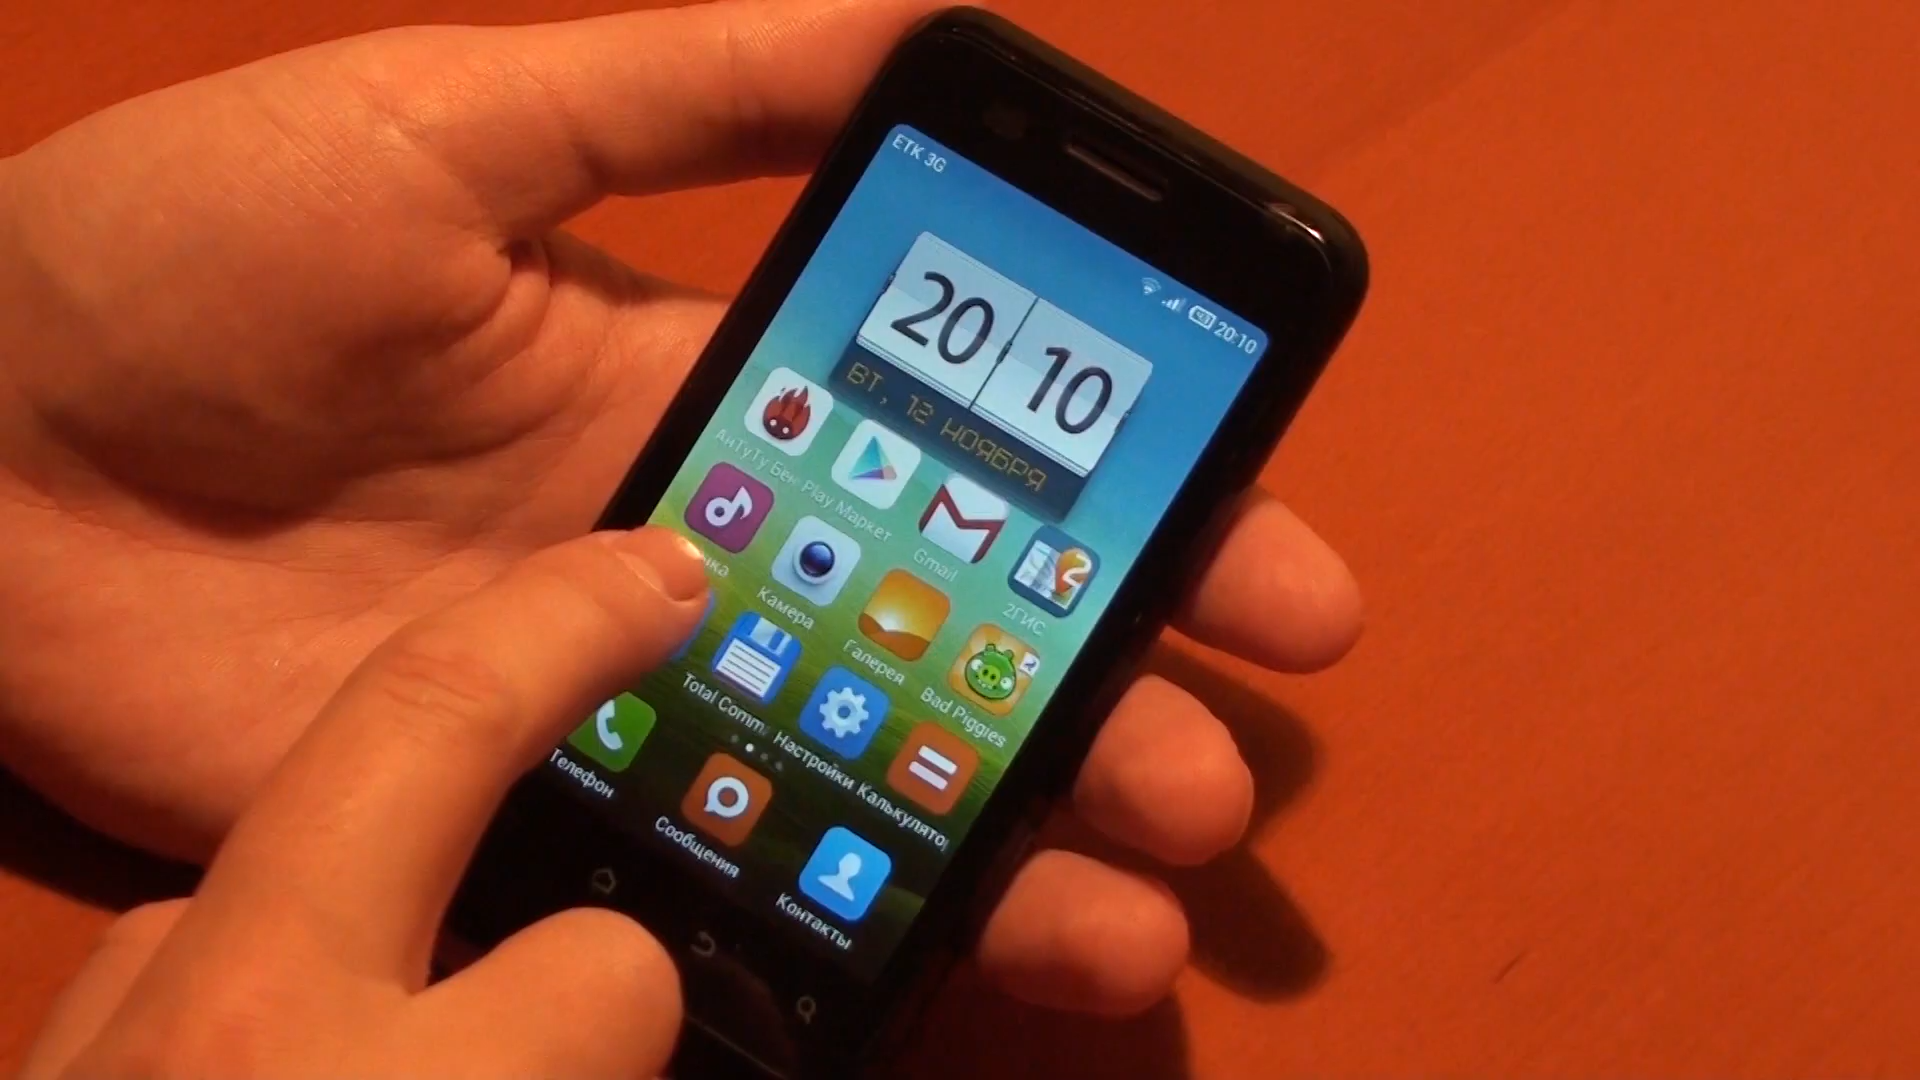 ETK 3G
20:10
20 10
ВТ, 12 НОЯБРЯ
АнТуТу Бен
Play Маркет
Gmail
2ГИС
Камера
Галерея
Bad Piggies
Total Comm
Настройки
Калькулятор
Телефон
Сообщения
Контакты